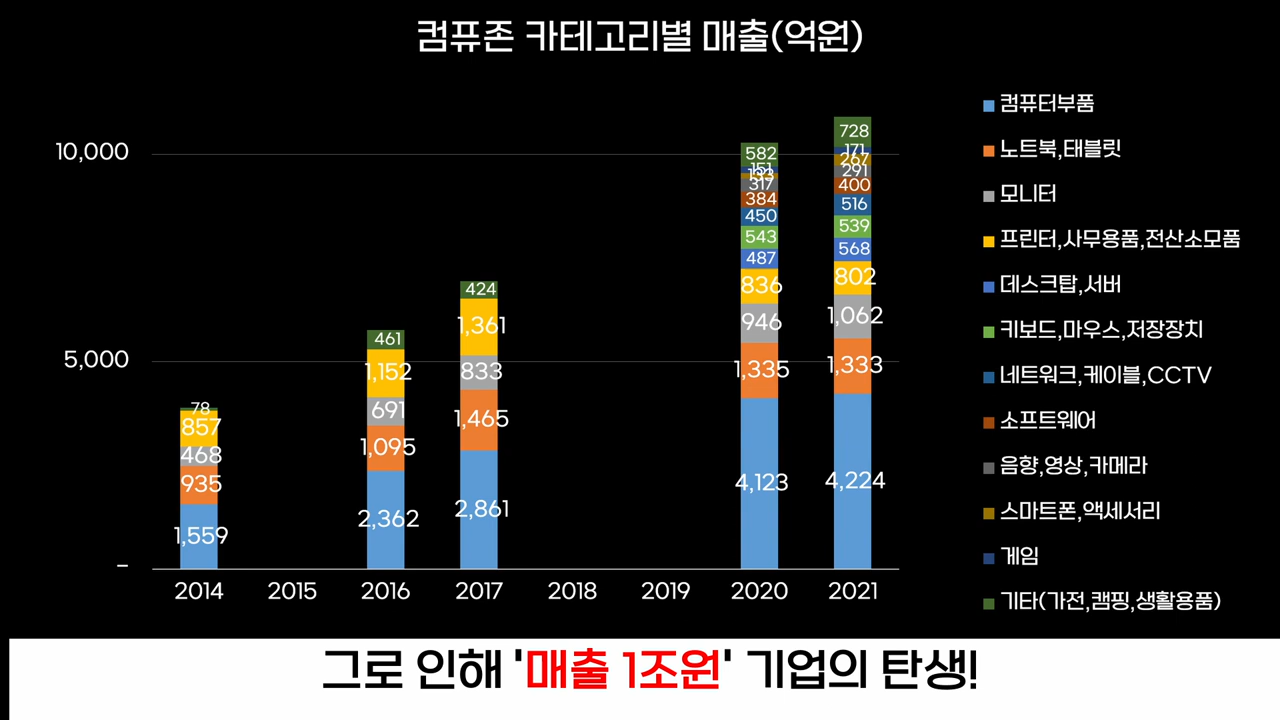 컴퓨존 카테고리별 매출(억원)
10,000
5,000
–
78
857
468
935
1,559
461
1,152
691
1,095
2,362
424
1,361
833
1,465
2,861
582
151
133
317
384
450
543
487
836
946
1,335
4,123
728
171
267
291
400
516
539
568
802
1,062
1,333
4,224
2014 2015 2016 2017 2018 2019 2020 2021
컴퓨터부품
노트북,태블릿
모니터
프린터,사무용품,전산소모품
데스크탑,서버
키보드,마우스,저장장치
네트워크,케이블,CCTV
소프트웨어
음향,영상,카메라
스마트폰,액세서리
게임
기타(가전,캠핑,생활용품)
그로 인해 '매출 1조원' 기업의 탄생!